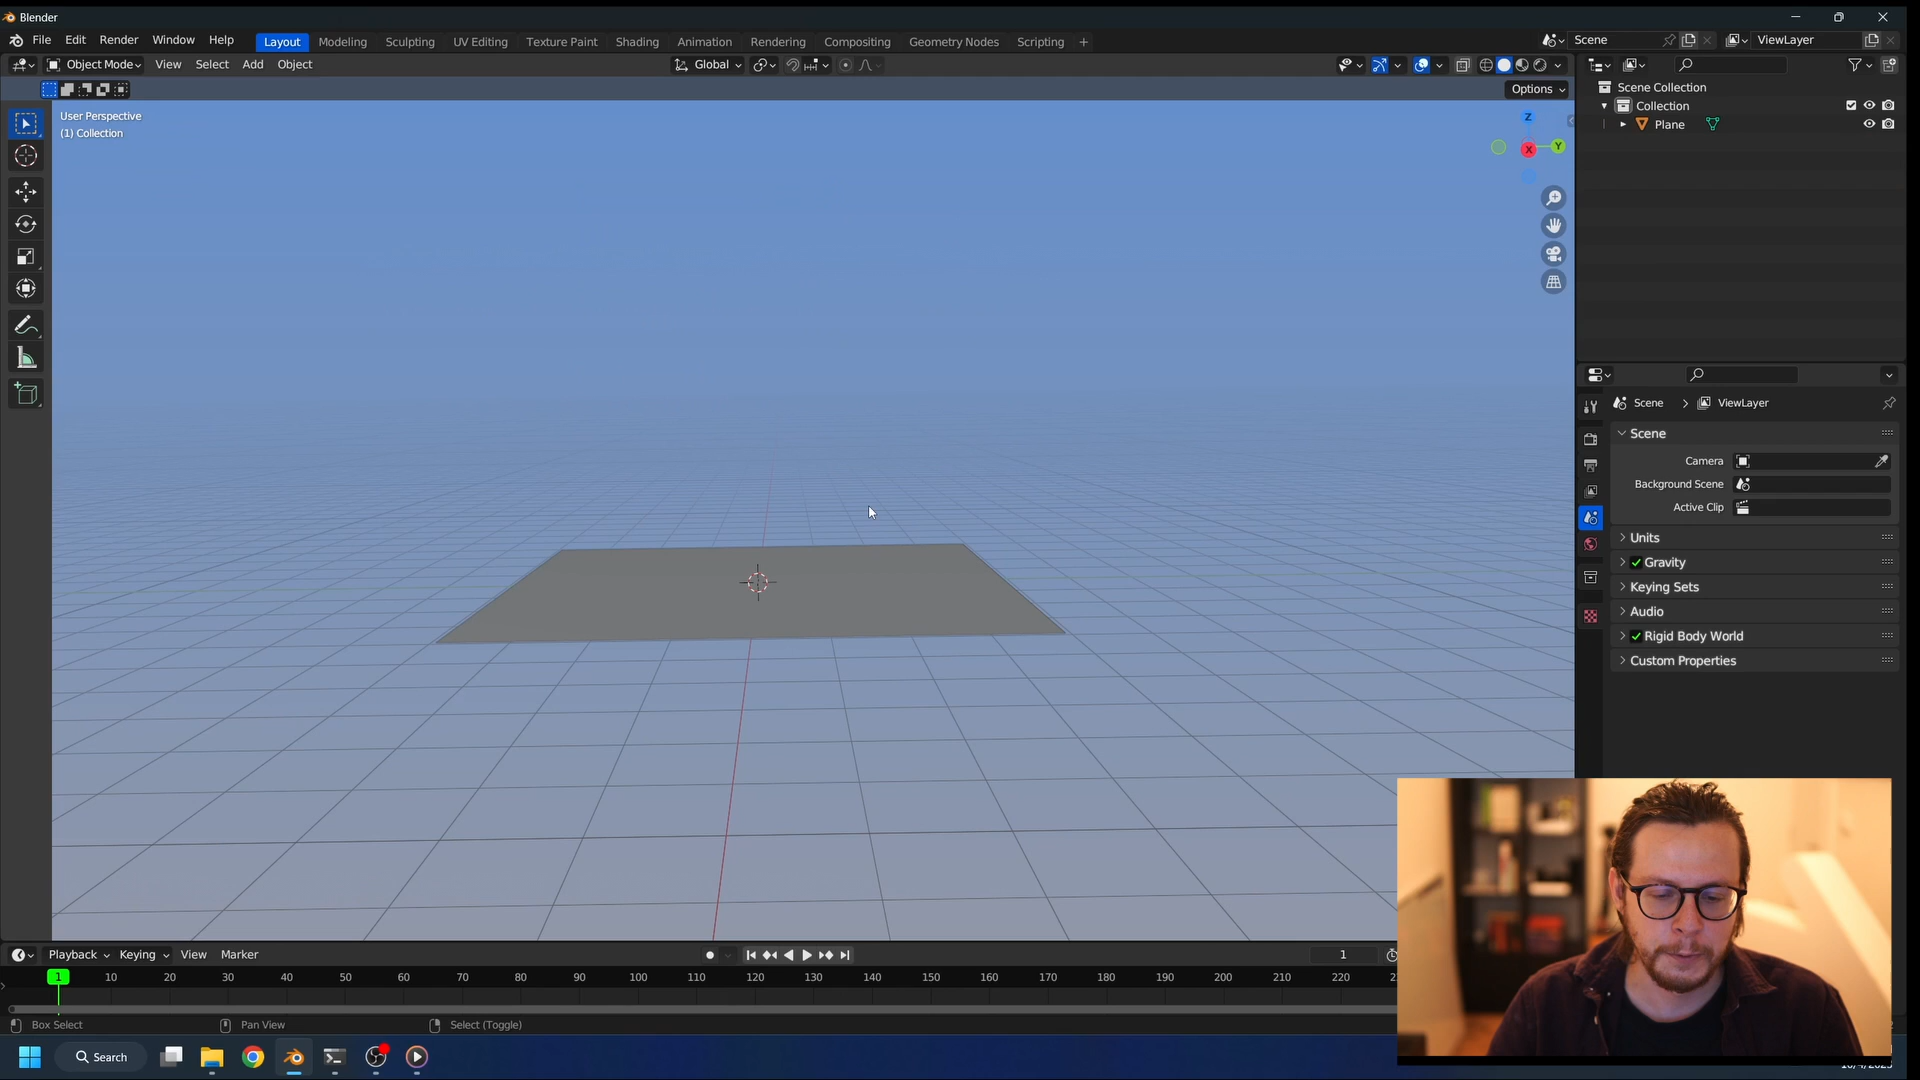 Blender
File Edit Render Window Help Layout Modeling Sculpting UV Editing Texture Paint Shading Animation Rendering Compositing Geometry Nodes Scripting + Scene ViewLayer
Object Mode View Select Add Object Global
Options
User Perspective
(1) Collection
Z
X
Y
Scene Collection
Collection
Plane
Scene > ViewLayer
Scene
Camera
Background Scene
Active Clip
Units
Gravity
Keying Sets
Audio
Rigid Body World
Custom Properties
Playback Keying View Marker 1
1 10 20 30 40 50 60 70 80 90 100 110 120 130 140 150 160 170 180 190 200 210 220
Box Select Pan View Select (Toggle)
Search